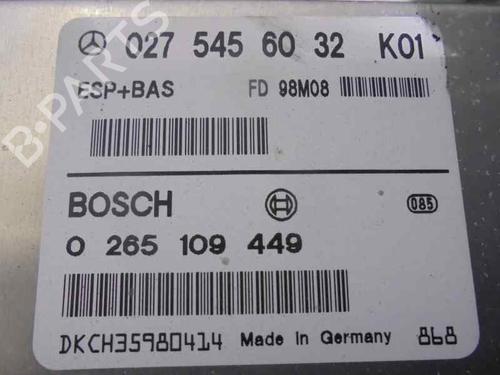 027 545 60 32 K01
ESP+BAS FD 98M08
BOSCH 085
0 265 109 449
DKCH35980414 Made in Germany 868
B-PARTS